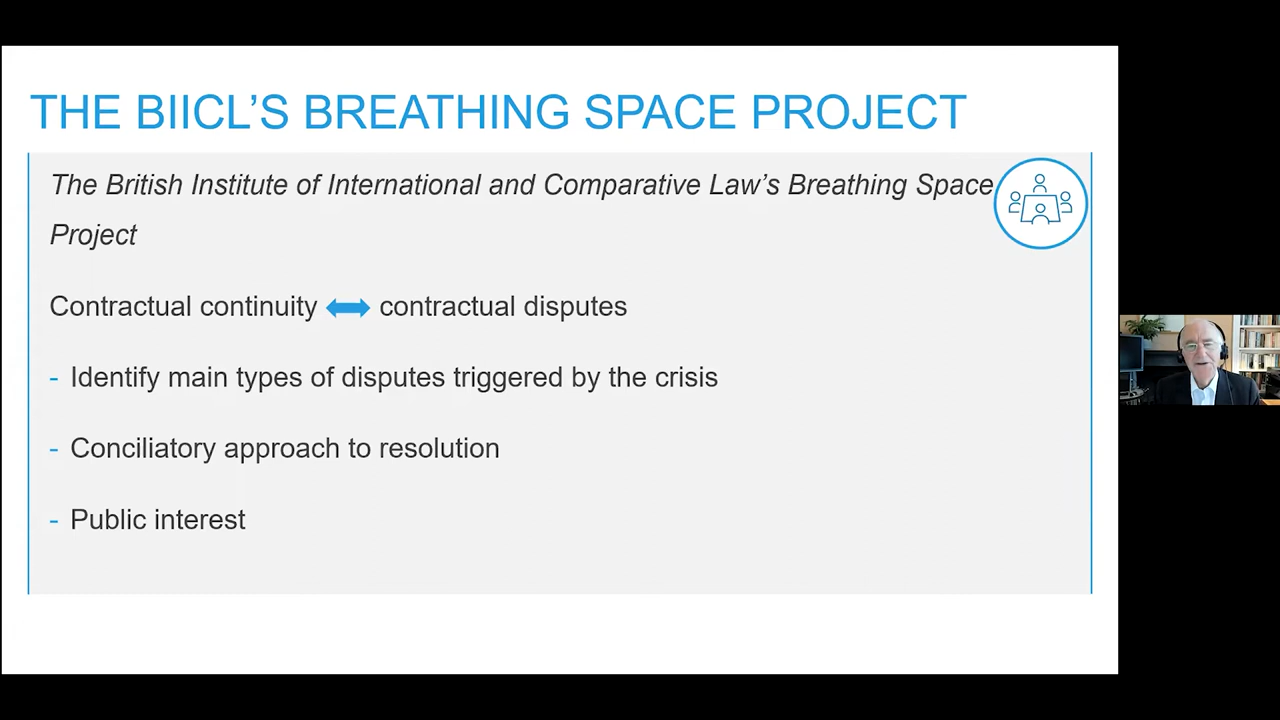 THE BIICL’S BREATHING SPACE PROJECT
The British Institute of International and Comparative Law’s Breathing Space
Project
Contractual continuity contractual disputes
- Identify main types of disputes triggered by the crisis
- Conciliatory approach to resolution
- Public interest